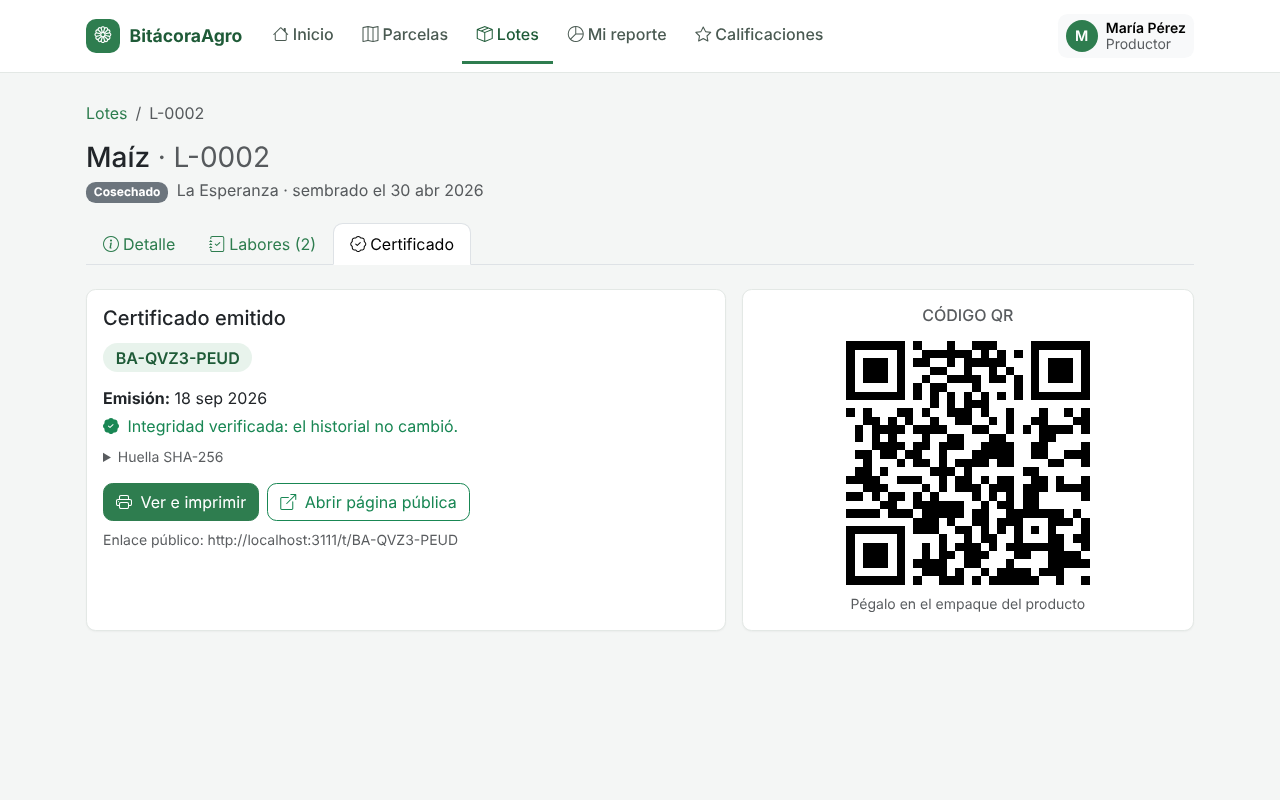 BitácoraAgro
Inicio
Parcelas
Lotes
Mi reporte
Calificaciones
M
María Pérez
Productor
Lotes / L-0002
Maíz · L-0002
Cosechado La Esperanza · sembrado el 30 abr 2026
Detalle
Labores (2)
Certificado
Certificado emitido
BA-QVZ3-PEUD
Emisión: 18 sep 2026
Integridad verificada: el historial no cambió.
Huella SHA-256
Ver e imprimir
Abrir página pública
Enlace público: http://localhost:3111/t/BA-QVZ3-PEUD
CÓDIGO QR
Pégalo en el empaque del producto